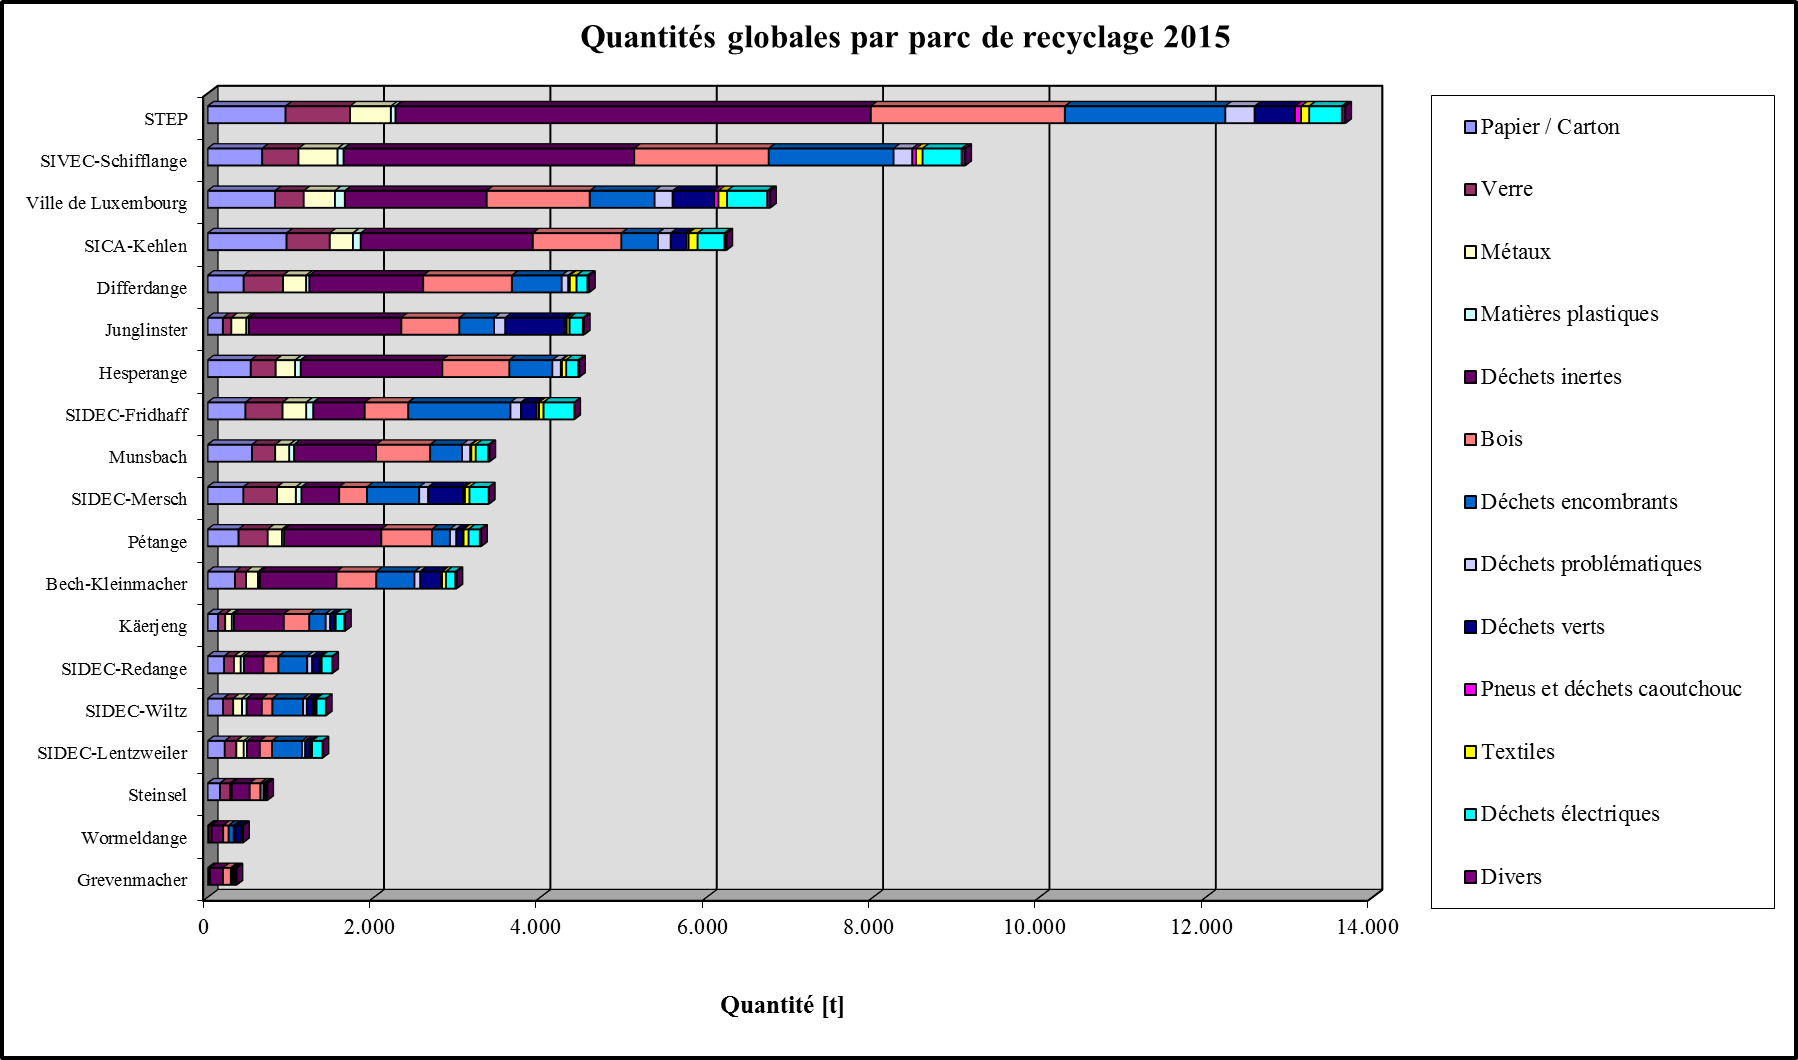 Quantités globales par parc de recyclage 2015
STEP
SIVEC-Schifflange
Ville de Luxembourg
SICA-Kehlen
Differdange
Junglinster
Hesperange
SIDEC-Fridhaff
Munsbach
SIDEC-Mersch
Pétange
Bech-Kleinmacher
Käerjeng
SIDEC-Redange
SIDEC-Wiltz
SIDEC-Lentzweiler
Steinsel
Wormeldange
Grevenmacher
0 2.000 4.000 6.000 8.000 10.000 12.000 14.000
Quantité [t]
Papier / Carton
Verre
Métaux
Matières plastiques
Déchets inertes
Bois
Déchets encombrants
Déchets problématiques
Déchets verts
Pneus et déchets caoutchouc
Textiles
Déchets électriques
Divers